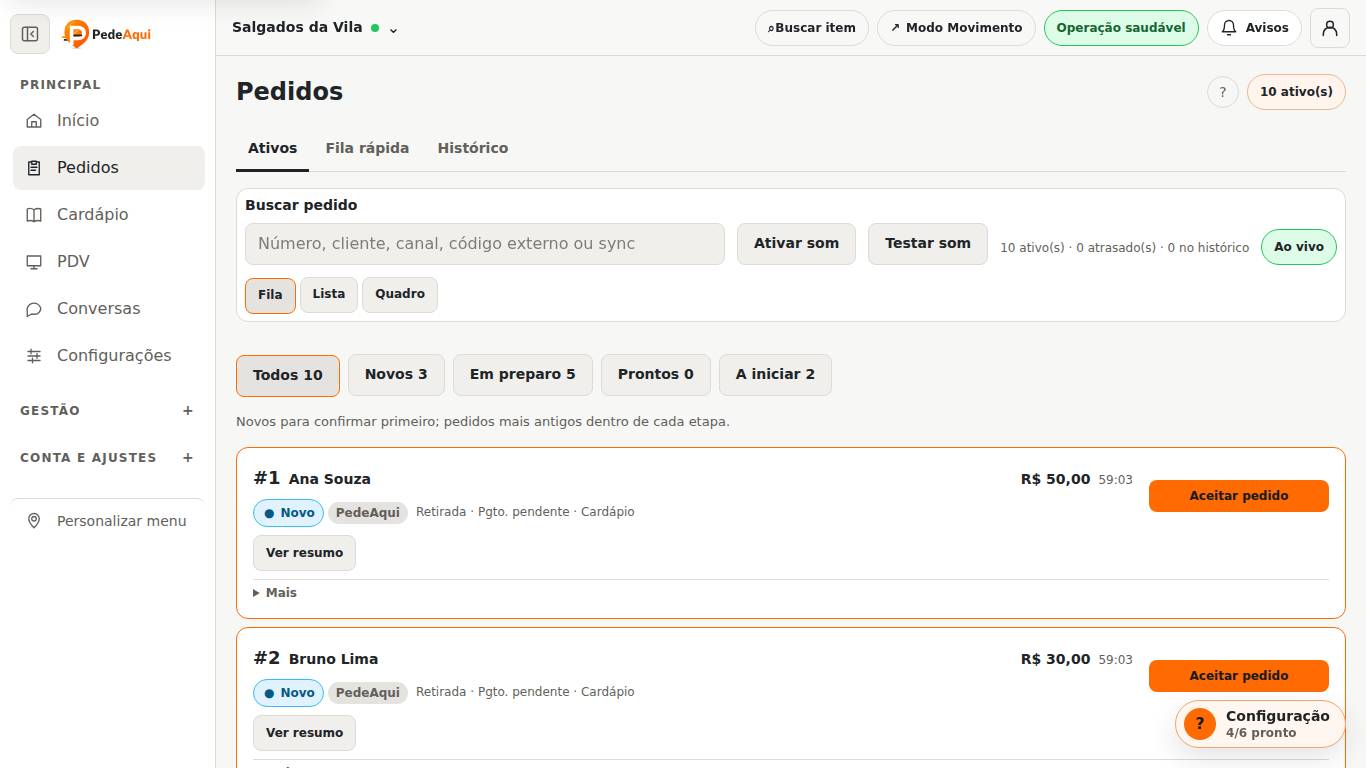 PedeAqui
PRINCIPAL
Início
Pedidos
Cardápio
PDV
Conversas
Configurações
GESTÃO +
CONTA E AJUSTES +
Personalizar menu
Salgados da Vila
Buscar item
Modo Movimento
Operação saudável
Avisos
Pedidos
?
10 ativo(s)
Ativos
Fila rápida
Histórico
Buscar pedido
Número, cliente, canal, código externo ou sync
Ativar som
Testar som
10 ativo(s) · 0 atrasado(s) · 0 no histórico
Ao vivo
Fila
Lista
Quadro
Todos 10
Novos 3
Em preparo 5
Prontos 0
A iniciar 2
Novos para confirmar primeiro; pedidos mais antigos dentro de cada etapa.
#1 Ana Souza
R$ 50,00 59:03
Aceitar pedido
Novo
PedeAqui
Retirada · Pgto. pendente · Cardápio
Ver resumo
Mais
#2 Bruno Lima
R$ 30,00 59:03
Aceitar pedido
Novo
PedeAqui
Retirada · Pgto. pendente · Cardápio
Ver resumo
?
Configuração
4/6 pronto